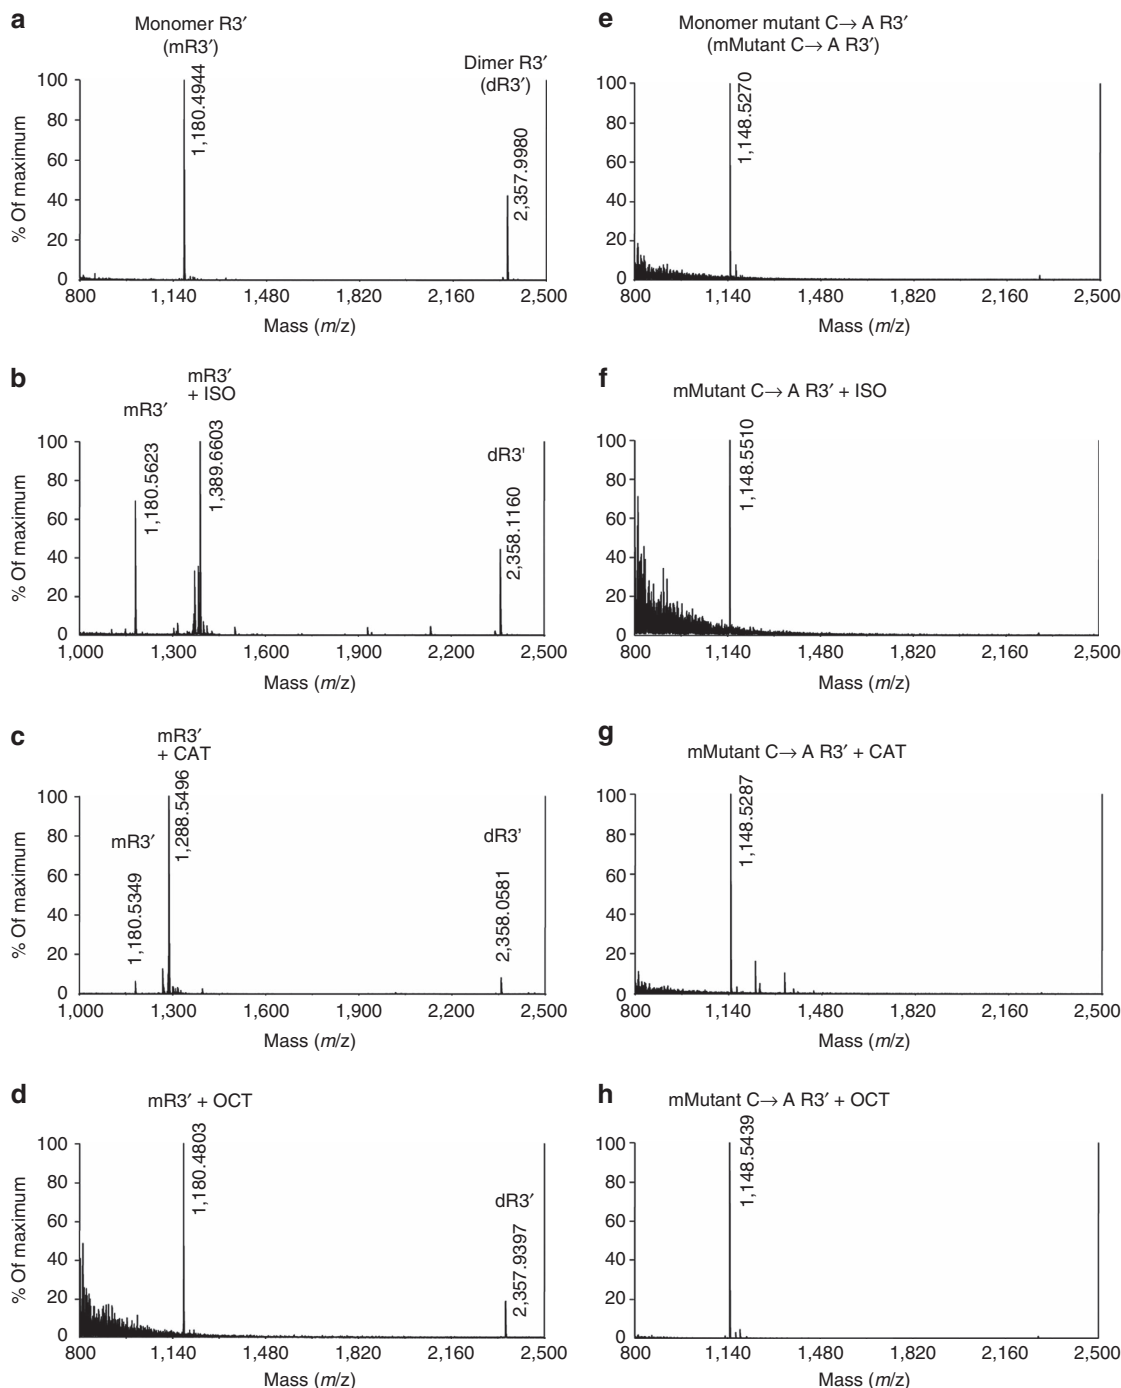 a
Monomer R3′
(mR3′)
Dimer R3′
(dR3′)
1,180.4944
2,357.9980
% Of maximum
100
80
60
40
20
0
800 1,140 1,480 1,820 2,160 2,500
Mass (m/z)
e
Monomer mutant C→ A R3′
(mMutant C→ A R3′)
1,148.5270
100
80
60
40
20
0
800 1,140 1,480 1,820 2,160 2,500
Mass (m/z)
b
mR3′
mR3′
+ ISO
dR3'
1,180.5623
1,389.6603
2,358.1160
% Of maximum
100
80
60
40
20
0
1,000 1,300 1,600 1,900 2,200 2,500
Mass (m/z)
f
mMutant C→ A R3′ + ISO
1,148.5510
100
80
60
40
20
0
800 1,140 1,480 1,820 2,160 2,500
Mass (m/z)
c
mR3′
+ CAT
mR3′
dR3'
1,180.5349
1,288.5496
2,358.0581
% Of maximum
100
80
60
40
20
0
1,000 1,300 1,600 1,900 2,200 2,500
Mass (m/z)
g
mMutant C→ A R3′ + CAT
1,148.5287
100
80
60
40
20
0
800 1,140 1,480 1,820 2,160 2,500
Mass (m/z)
d
mR3′ + OCT
dR3′
1,180.4803
2,357.9397
% Of maximum
100
80
60
40
20
0
800 1,140 1,480 1,820 2,160 2,500
Mass (m/z)
h
mMutant C→ A R3′ + OCT
1,148.5439
100
80
60
40
20
0
800 1,140 1,480 1,820 2,160 2,500
Mass (m/z)